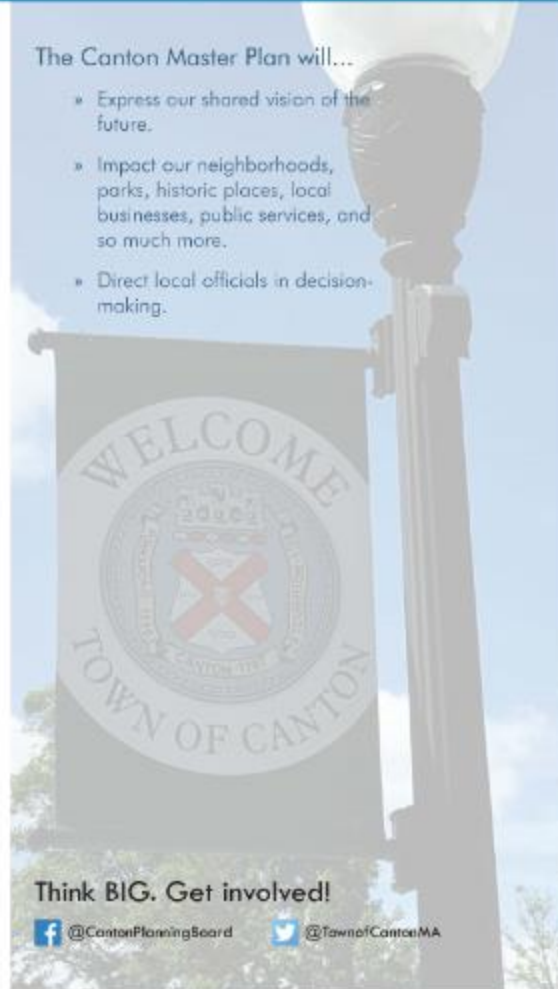 The Canton Master Plan will...
» Express our shared vision of the
future.
» Impact our neighborhoods,
parks, historic places, local
businesses, public services, and
so much more.
» Direct local officials in decision-
making.
WELCOME
CANTON 1797
TOWN OF CANTON
Think BIG. Get involved!
@CantonPlanningBoard @TownofCantonMA